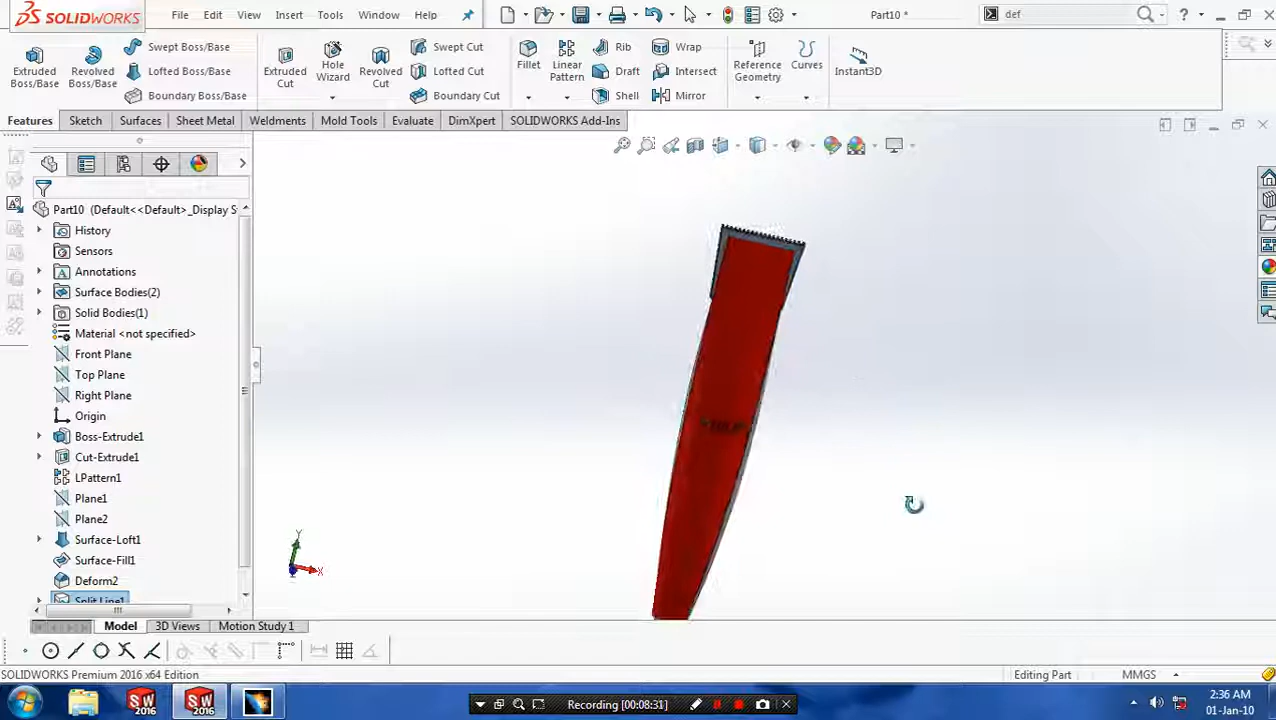 SOLIDWORKS File Edit View Insert Tools Window Help Part10 * def
Extruded Boss/Base Revolved Boss/Base Swept Boss/Base Lofted Boss/Base Boundary Boss/Base Extruded Cut Hole Wizard Revolved Cut Swept Cut Lofted Cut Boundary Cut Fillet Linear Pattern Rib Draft Shell Wrap Intersect Mirror Reference Geometry Curves Instant3D
Features Sketch Surfaces Sheet Metal Weldments Mold Tools Evaluate DimXpert SOLIDWORKS Add-Ins
Part10 (Default<<Default>_Display S
History
Sensors
Annotations
Surface Bodies(2)
Solid Bodies(1)
Material <not specified>
Front Plane
Top Plane
Right Plane
Origin
Boss-Extrude1
Cut-Extrude1
LPattern1
Plane1
Plane2
Surface-Loft1
Surface-Fill1
Deform2
Split Line1
Y
X
Model 3D Views Motion Study 1
SOLIDWORKS Premium 2016 x64 Edition Editing Part MMGS
SW 2016 SW 2016 Recording [00:08:31] 2:36 AM
01-Jan-10